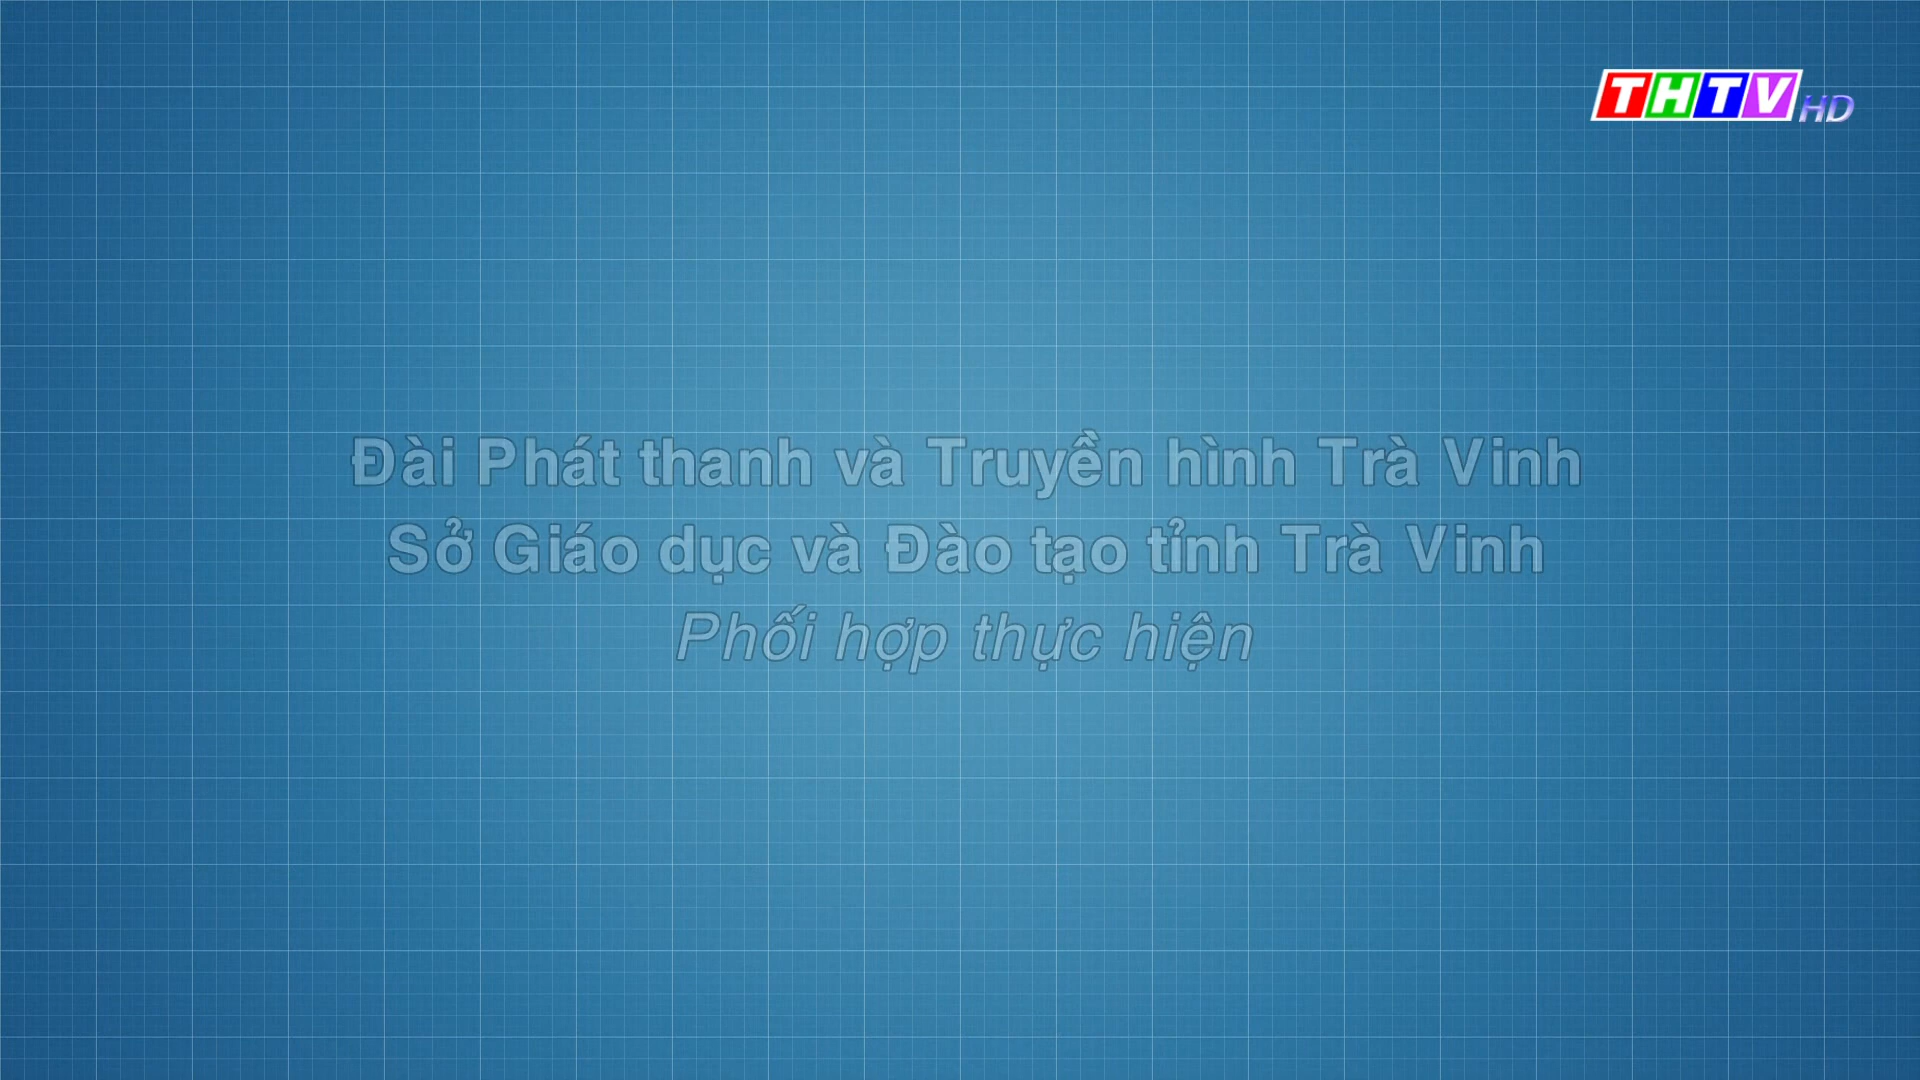 THTV HD
Đài Phát thanh và Truyền hình Trà Vinh
Sở Giáo dục và Đào tạo tỉnh Trà Vinh
Phối hợp thực hiện